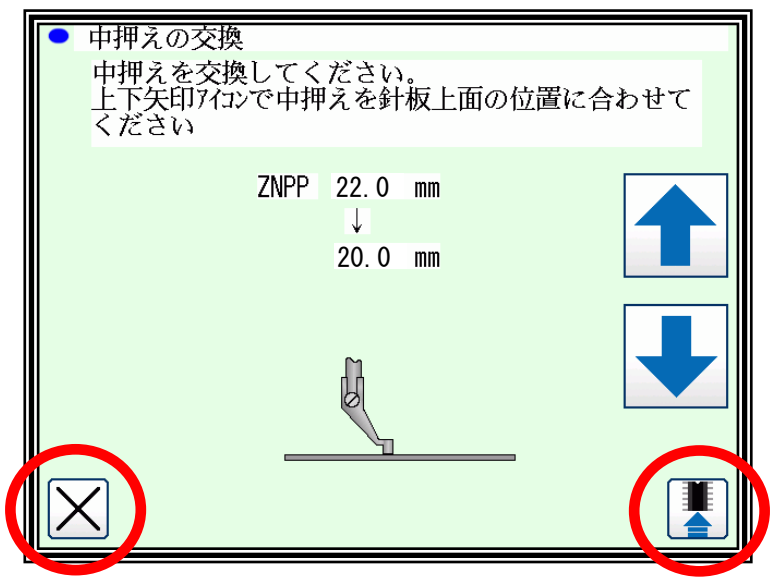 中押えの交換
中押えを交換してください。
上下矢印ｱｲｺﾝで中押えを針板上面の位置に合わせて
ください
ZNPP 22.0 mm
↓
20.0 mm